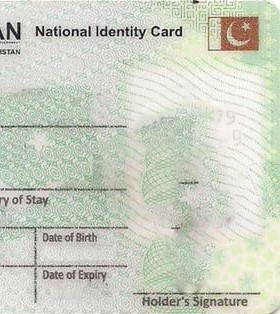 AN National Identity Card
ISTAN
ry of Stay
Date of Birth
Date of Expiry
Holder's Signature